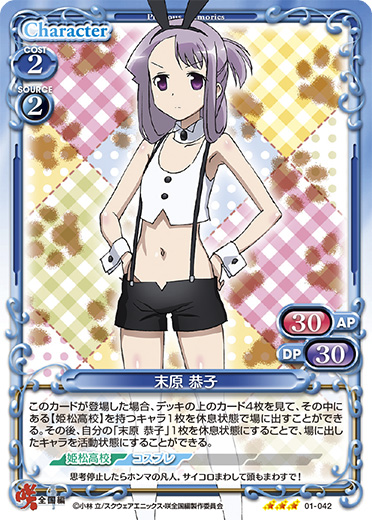 Precious Memories
Character
COST
2
SOURCE
2
30 AP
DP 30
末原 恭子
このカードが登場した場合、デッキの上のカード4枚を見て、その中に
ある【姫松高校】を持つキャラ1枚を休息状態で場に出すことができ
る。その後、自分の「末原 恭子」1枚を休息状態にすることで、場に出し
たキャラを活動状態にすることができる。
姫松高校 コスプレ
思考停止したらホンマの凡人。サイコロまわして頭もまわすで!
咲 全国編
©小林 立/スクウェアエニックス・咲全国編製作委員会
01-042